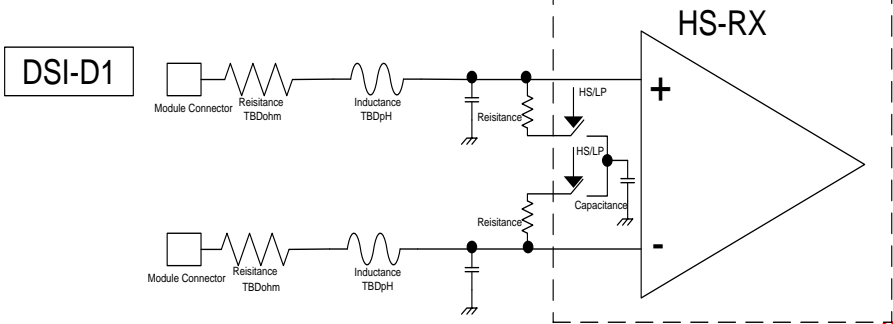 HS-RX
DSI-D1
Module Connector
Reisitance
TBDohm
Inductance
TBDpH
Reisitance
HS/LP
+
HS/LP
Capacitance
Reisitance
-
Module Connector
Reisitance
TBDohm
Inductance
TBDpH